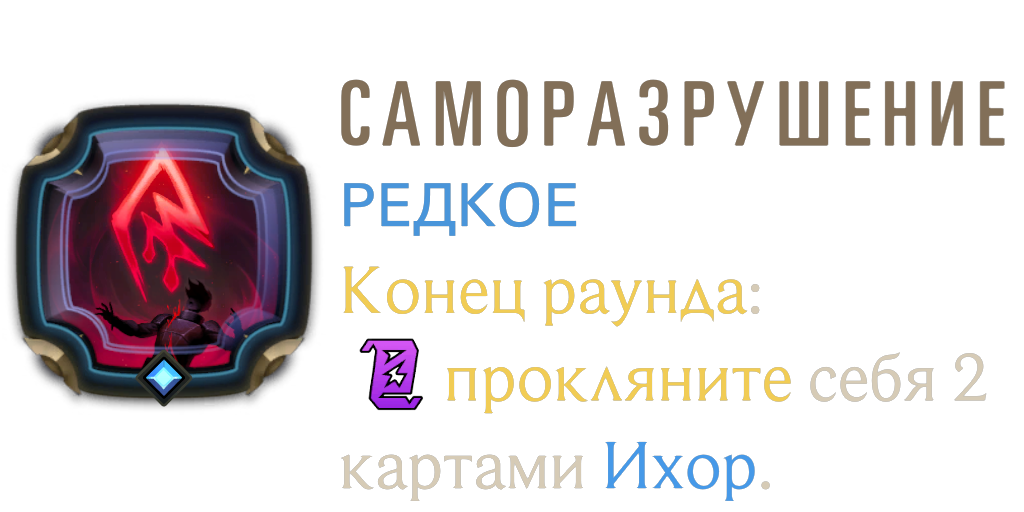 САМОРАЗРУШЕНИЕ
РЕДКОЕ
Конец раунда:
прокляните себя 2
картами Ихор.